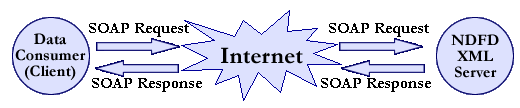 SOAP Request
SOAP Request
Data
Consumer
(Client)
Internet
NDFD
XML
Server
SOAP Response
SOAP Response